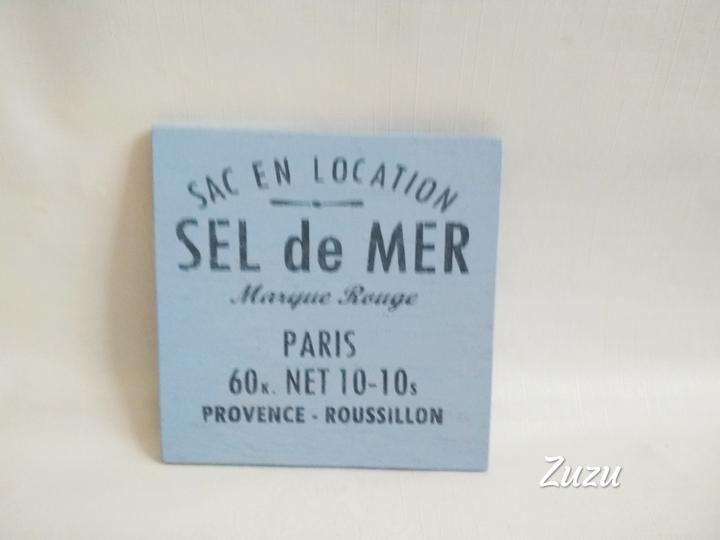 SAC EN LOCATION
SEL de MER
Marque Rouge
PARIS
60K. NET 10-10s
PROVENCE - ROUSSILLON
Zuzu